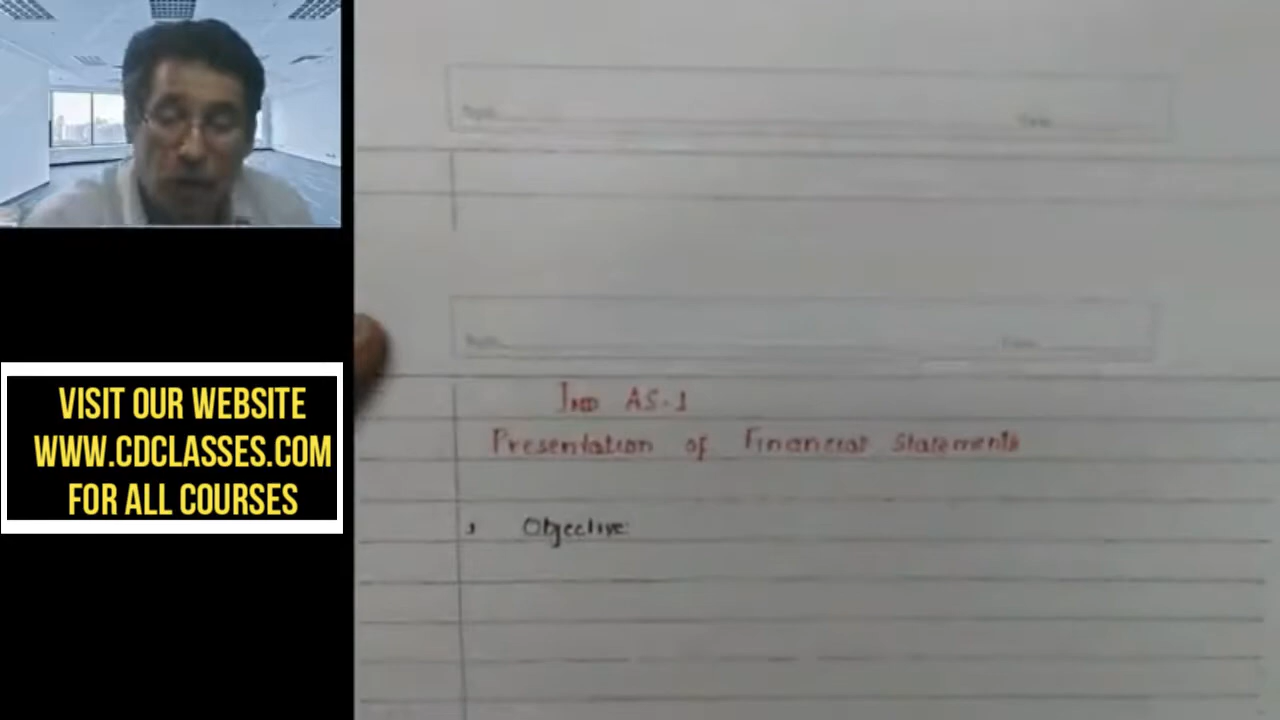 VISIT OUR WEBSITE
WWW.CDCLASSES.COM
FOR ALL COURSES
IND AS-1
Presentation of Financial Statements
Objective: